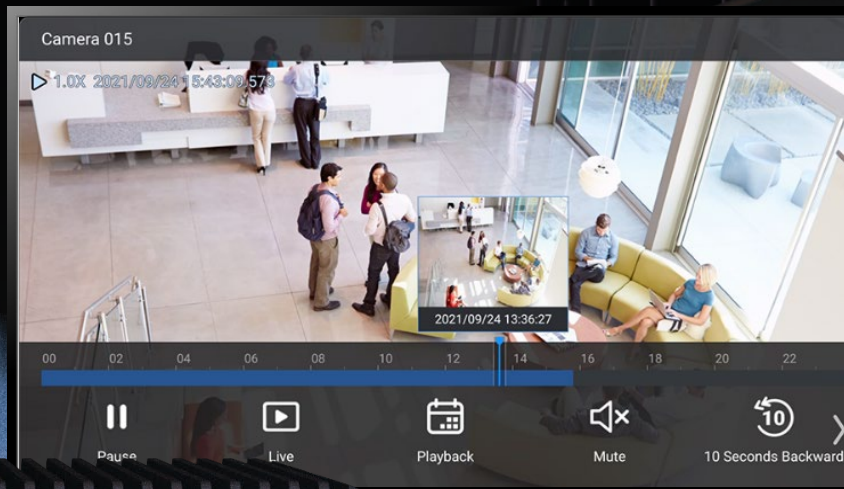 Camera 015
1.0X 2021/09/24 15:43:09.573
2021/09/24 13:36:27
00 02 04 06 08 10 12 14 16 18 20 22
Pause Live Playback Mute 10 Seconds Backward
10